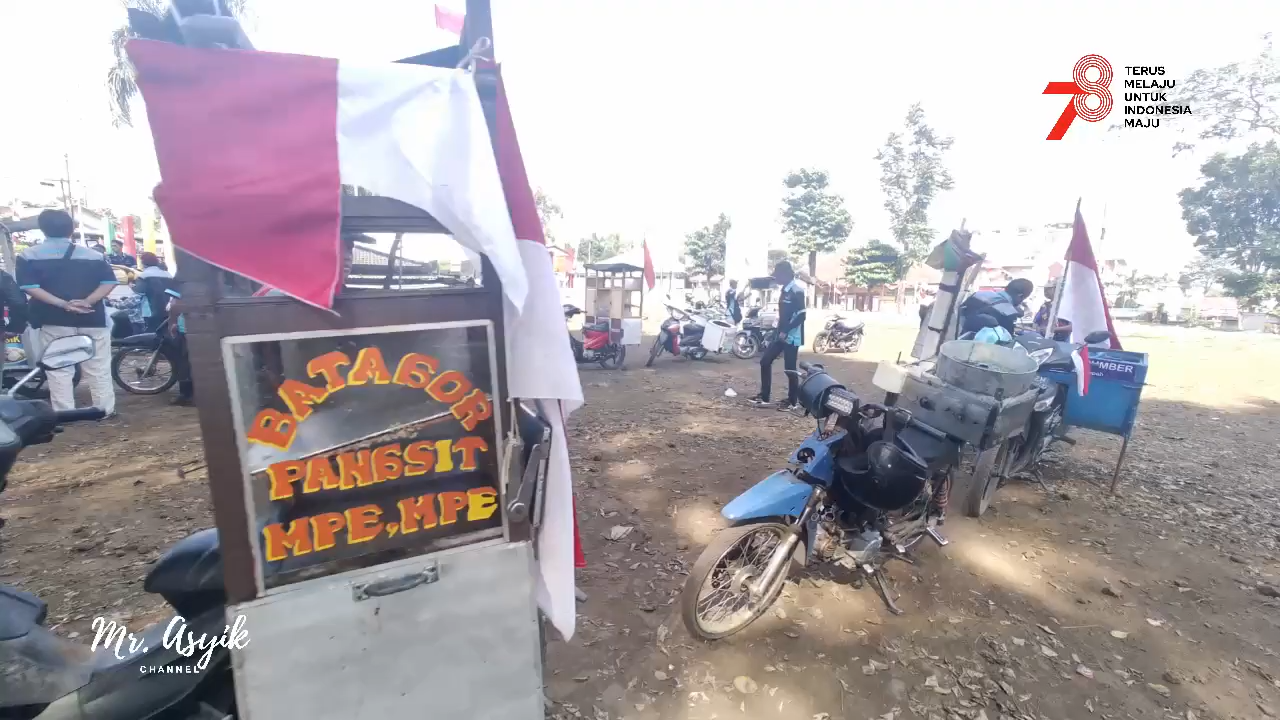 BATAGOR
PANGSIT
MPE,MPE
78
TERUS
MELAJU
UNTUK
INDONESIA
MAJU
Mr. Asyik
CHANNEL